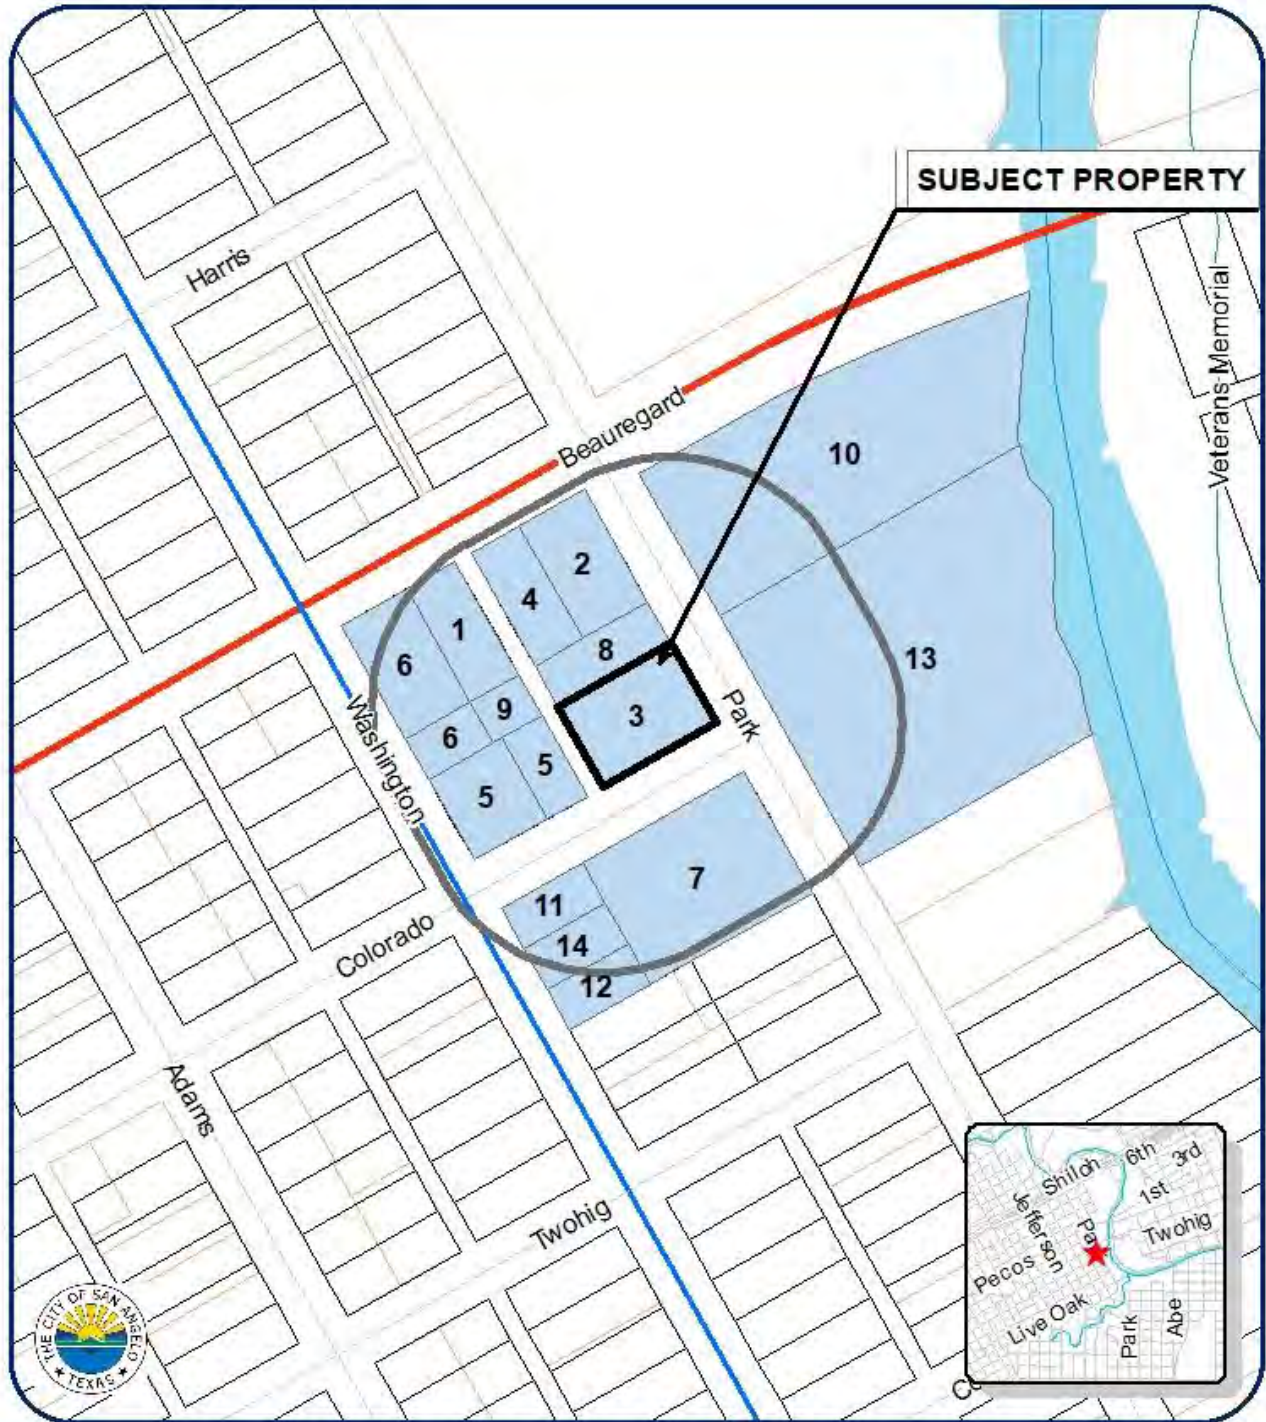 SUBJECT PROPERTY
Harris
Veterans Memorial
Beauregard
10
2
4
1
13
8
6
9
3
Park
6
5
Washington
5
7
11
14
12
Colorado
Adams
Twohig
THE CITY OF SAN ANGELO
TEXAS
Shiloh
6th
3rd
1st
Jefferson
Twohig
Pecos
Live Oak
Park
Abe